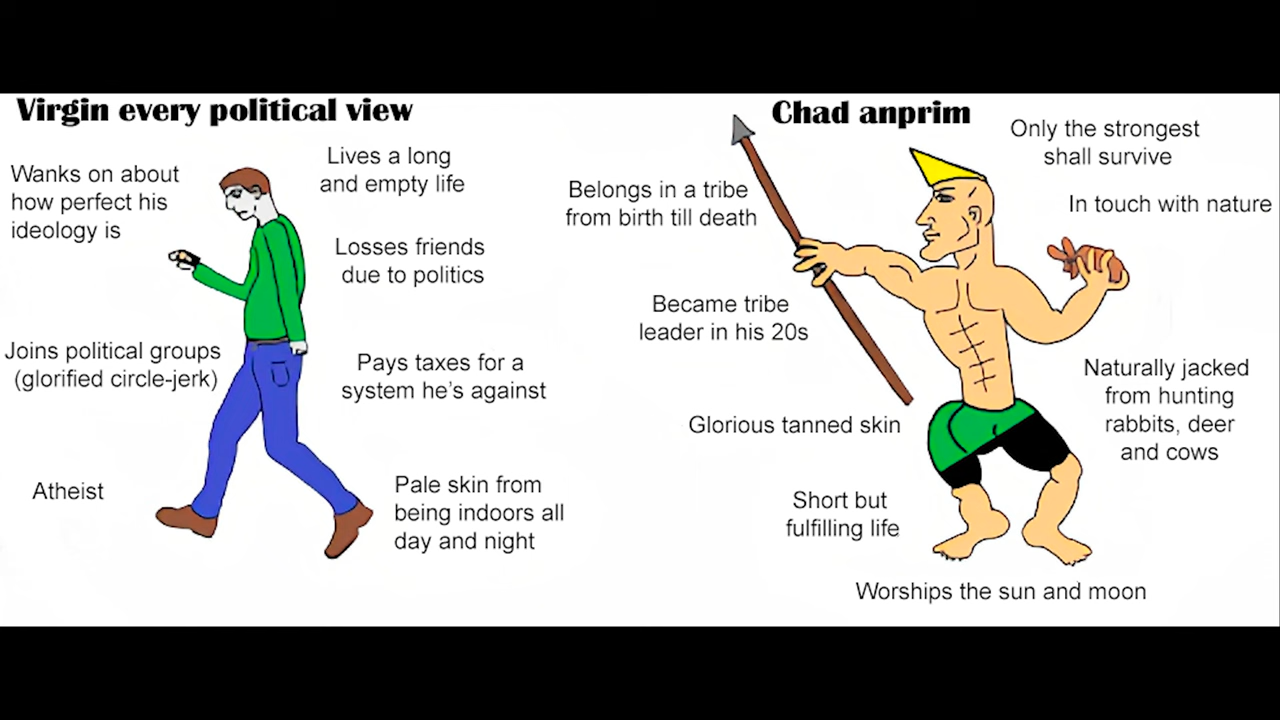 Virgin every political view
Wanks on about
how perfect his
ideology is
Lives a long
and empty life
Losses friends
due to politics
Joins political groups
(glorified circle-jerk)
Pays taxes for a
system he's against
Atheist
Pale skin from
being indoors all
day and night
Chad anprim
Only the strongest
shall survive
Belongs in a tribe
from birth till death
In touch with nature
Became tribe
leader in his 20s
Naturally jacked
from hunting
rabbits, deer
and cows
Glorious tanned skin
Short but
fulfilling life
Worships the sun and moon